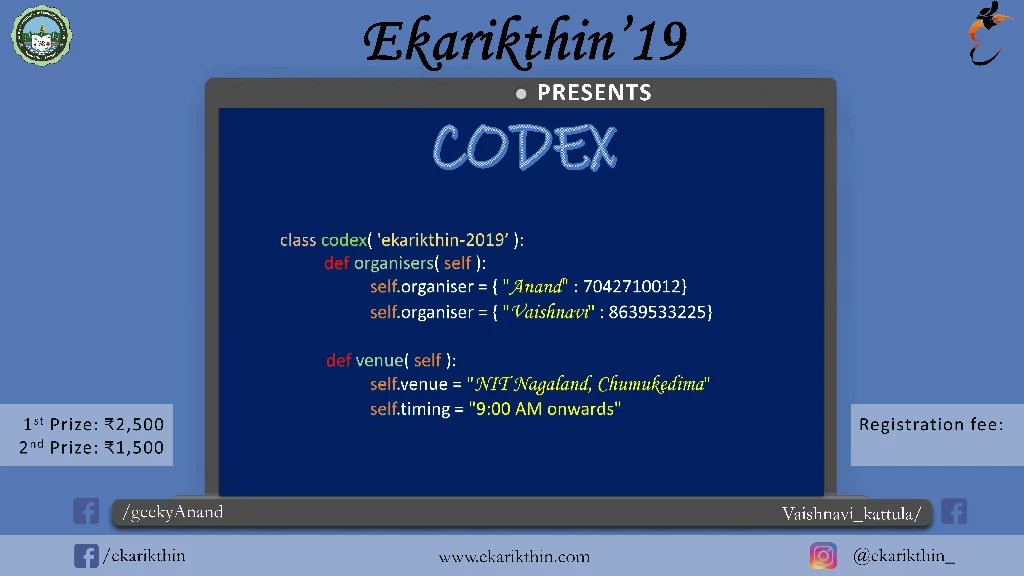 Ekarikthin'19
PRESENTS
CODEX
class codex( 'ekarikthin-2019' ):
def organisers( self ):
self.organiser = { "Anand" : 7042710012}
self.organiser = { "Vaishnavi" : 8639533225}
def venue( self ):
self.venue = "NIT Nagaland, Chumukedima"
self.timing = "9:00 AM onwards"
1st Prize: ₹2,500
2nd Prize: ₹1,500
Registration fee:
/geekyAnand
Vaishnavi_kattula/
/ekarikthin
www.ekarikthin.com
@ekarikthin_